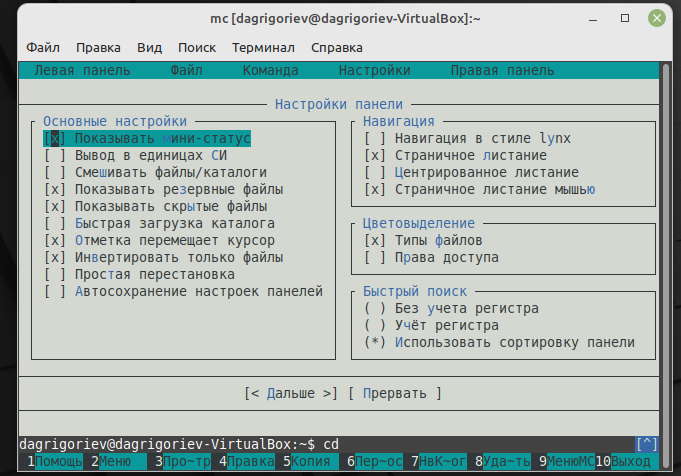 mc [dagrigoriev@dagrigoriev-VirtualBox]:~
Файл Правка Вид Поиск Терминал Справка
Левая панель Файл Команда Настройки Правая панель
Настройки панели
Основные настройки
[x] Показывать мини-статус
[ ] Вывод в единицах СИ
[ ] Смешивать файлы/каталоги
[x] Показывать резервные файлы
[x] Показывать скрытые файлы
[ ] Быстрая загрузка каталога
[x] Отметка перемещает курсор
[x] Инвертировать только файлы
[ ] Простая перестановка
[ ] Автосохранение настроек панелей
Навигация
[ ] Навигация в стиле lynx
[x] Страничное листание
[ ] Центрированное листание
[x] Страничное листание мышью
Цветовыделение
[x] Типы файлов
[ ] Права доступа
Быстрый поиск
( ) Без учета регистра
( ) Учёт регистра
(*) Использовать сортировку панели
[< Дальше >] [ Прервать ]
dagrigoriev@dagrigoriev-VirtualBox:~$ cd [^]
1Помощь 2Меню 3Про~тр 4Правка 5Копия 6Пер~ос 7НвК~ог 8Уда~ть 9МенюMC 10Выход